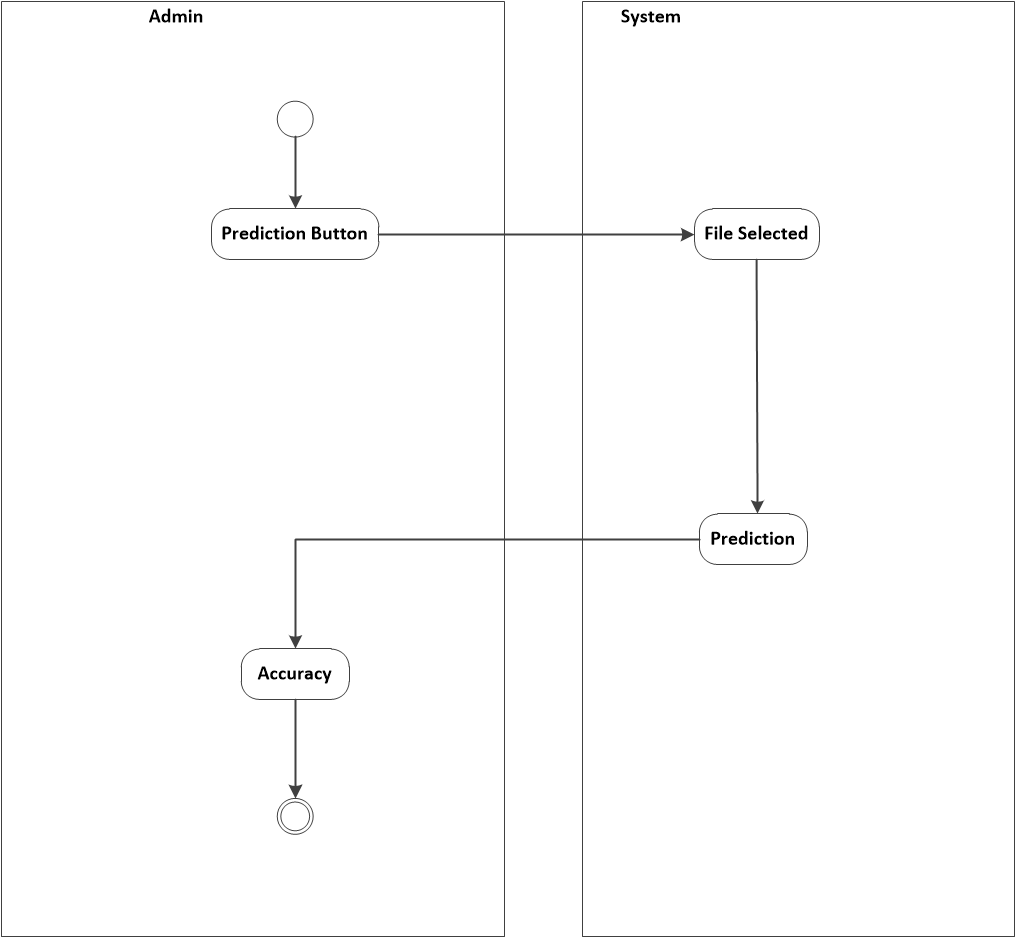 Admin
System
Prediction Button
File Selected
Prediction
Accuracy